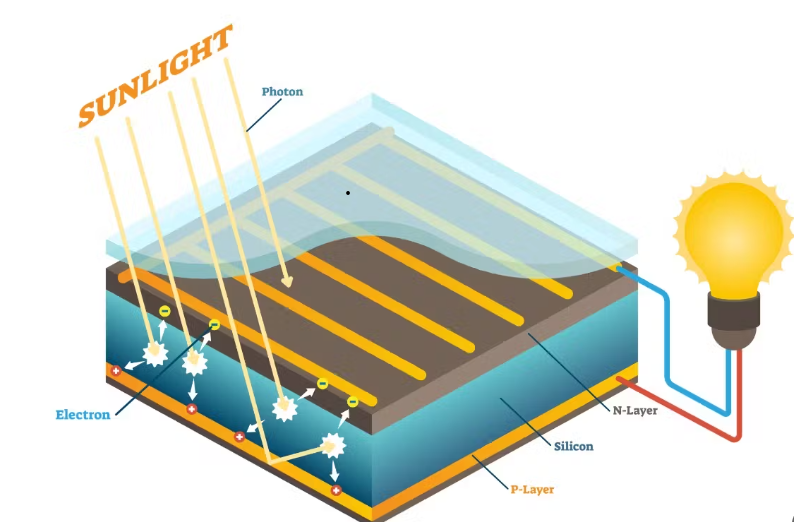 SUNLIGHT
Photon
Electron
N-Layer
Silicon
P-Layer